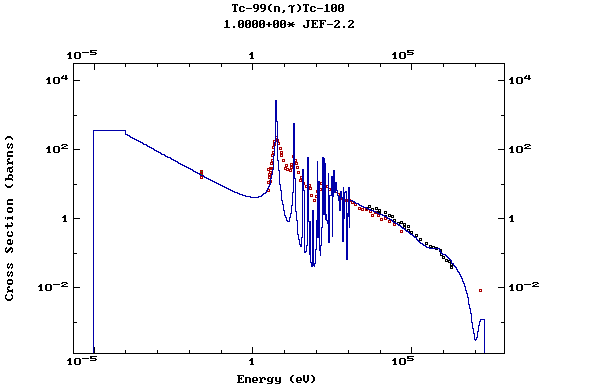 Tc-99(n,γ)Tc-100
1.0000+00* JEF-2.2
10⁻⁵ 1 10⁵
10⁴ 10⁴
10² 10²
1 1
10⁻² 10⁻²
Cross Section (barns)
10⁻⁵ 1 10⁵
Energy (eV)